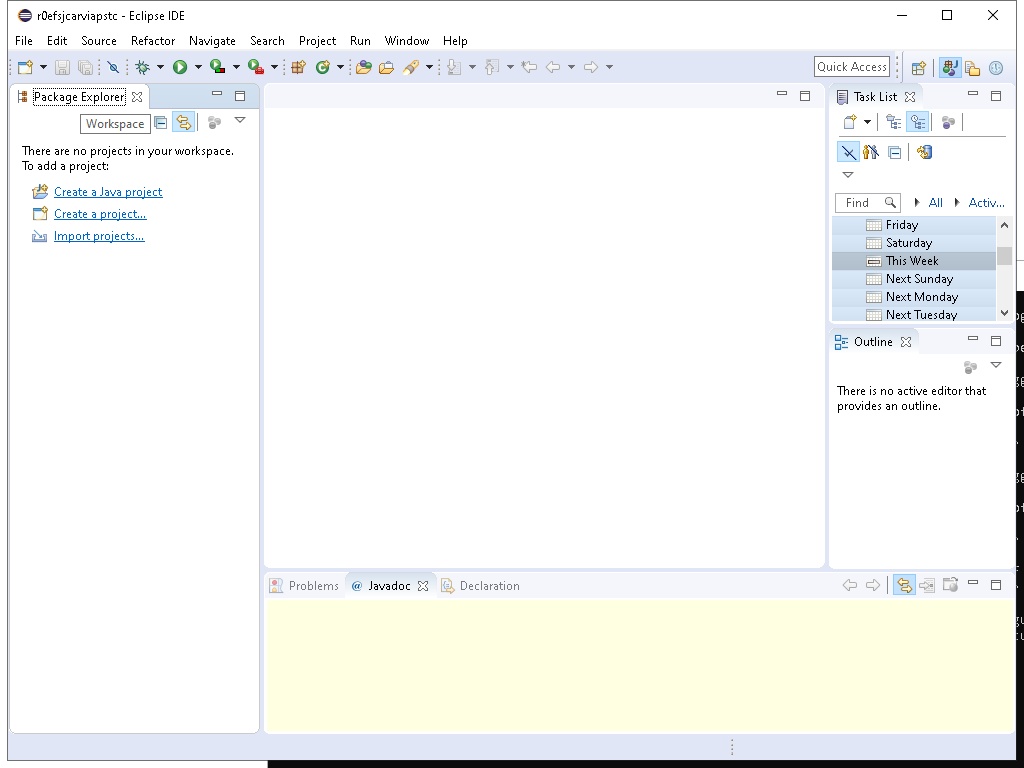 r0efsjcarviapstc - Eclipse IDE
File Edit Source Refactor Navigate Search Project Run Window Help
Quick Access
Package Explorer
Workspace
There are no projects in your workspace.
To add a project:
Create a Java project
Create a project...
Import projects...
Task List
Find All Activ...
Friday
Saturday
This Week
Next Sunday
Next Monday
Next Tuesday
Outline
There is no active editor that
provides an outline.
Problems @ Javadoc Declaration